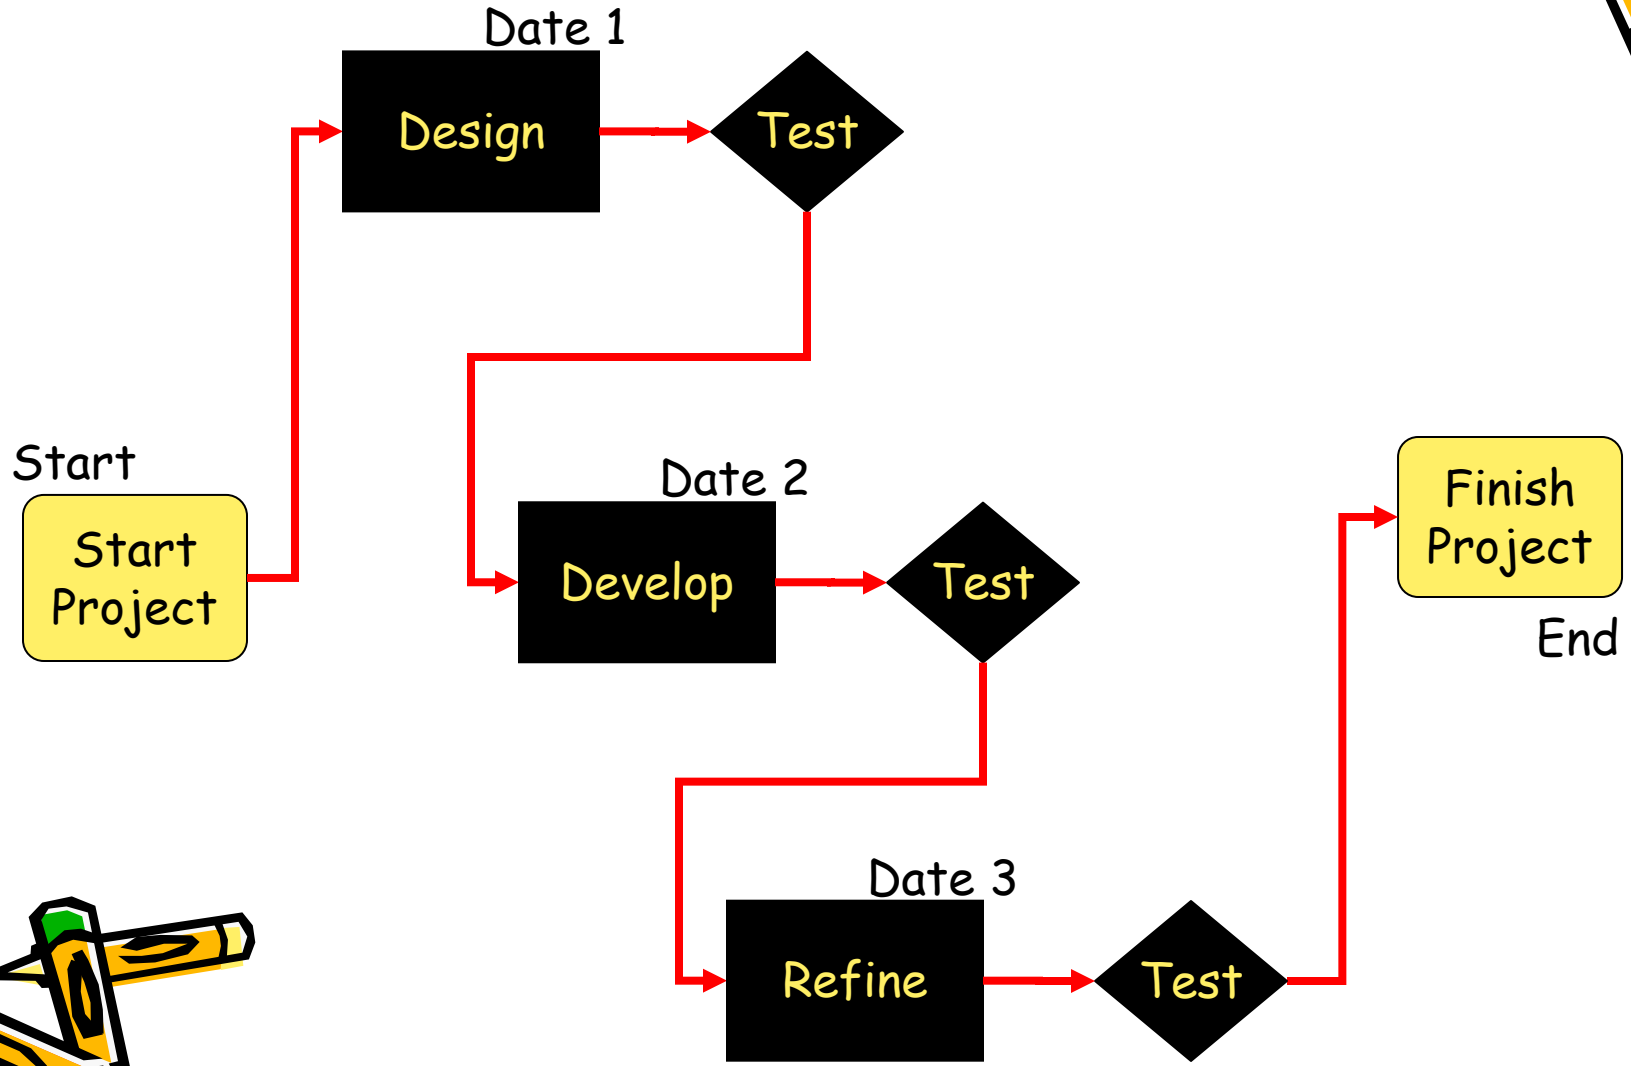 Date 1
Design
Test
Start
Start
Project
Date 2
Develop
Test
Finish
Project
End
Date 3
Refine
Test